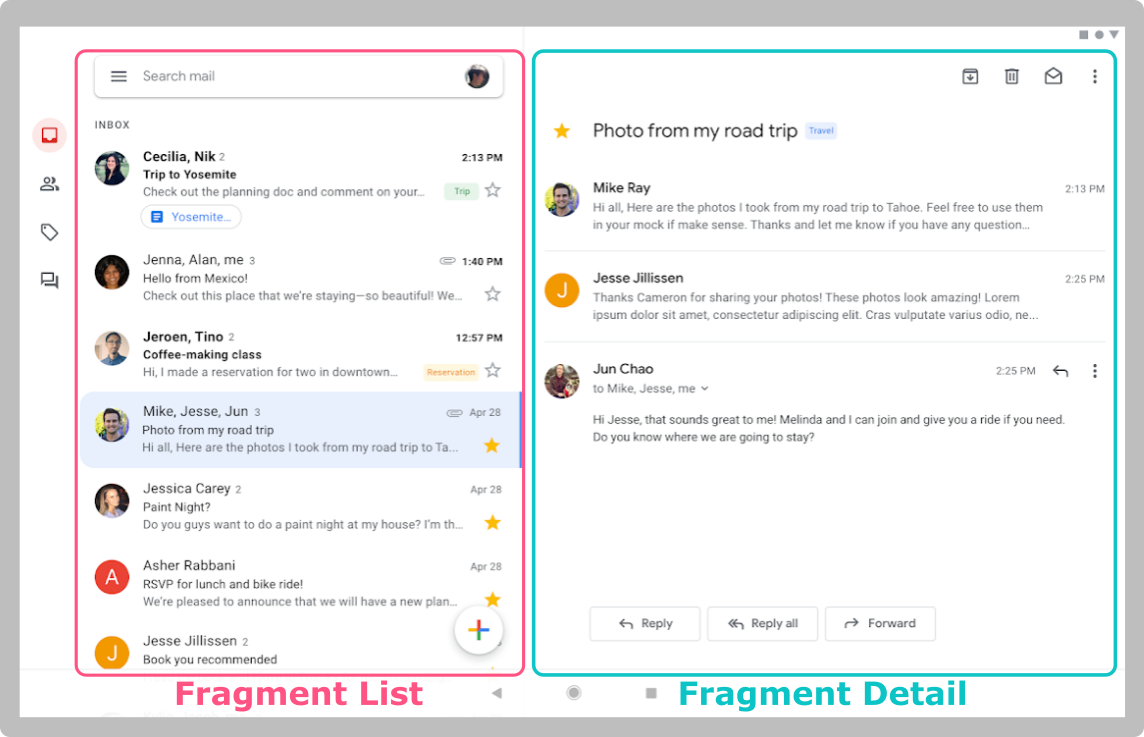 Search mail
INBOX
Cecilia, Nik 2 2:13 PM
Trip to Yosemite
Check out the planning doc and comment on your... Trip
Yosemite...
Jenna, Alan, me 3 1:40 PM
Hello from Mexico!
Check out this place that we're staying—so beautiful! We...
Jeroen, Tino 2 12:57 PM
Coffee-making class
Hi, I made a reservation for two in downtown... Reservation
Mike, Jesse, Jun 3 Apr 28
Photo from my road trip
Hi all, Here are the photos I took from my road trip to Ta...
Jessica Carey 2 Apr 28
Paint Night?
Do you guys want to do a paint night at my house? I'm th...
A
Asher Rabbani Apr 28
RSVP for lunch and bike ride!
We're pleased to announce that we will have a new plan...
J
Jesse Jillissen 2
Book you recommended
Fragment List
Photo from my road trip Travel
Mike Ray 2:13 PM
Hi all, Here are the photos I took from my road trip to Tahoe. Feel free to use them
in your mock if make sense. Thanks and let me know if you have any question...
J
Jesse Jillissen 2:25 PM
Thanks Cameron for sharing your photos! These photos look amazing! Lorem
ipsum dolor sit amet, consectetur adipiscing elit. Cras vulputate varius odio, ne...
Jun Chao 2:25 PM
to Mike, Jesse, me
Hi Jesse, that sounds great to me! Melinda and I can join and give you a ride if you need.
Do you know where we are going to stay?
Reply Reply all Forward
Fragment Detail